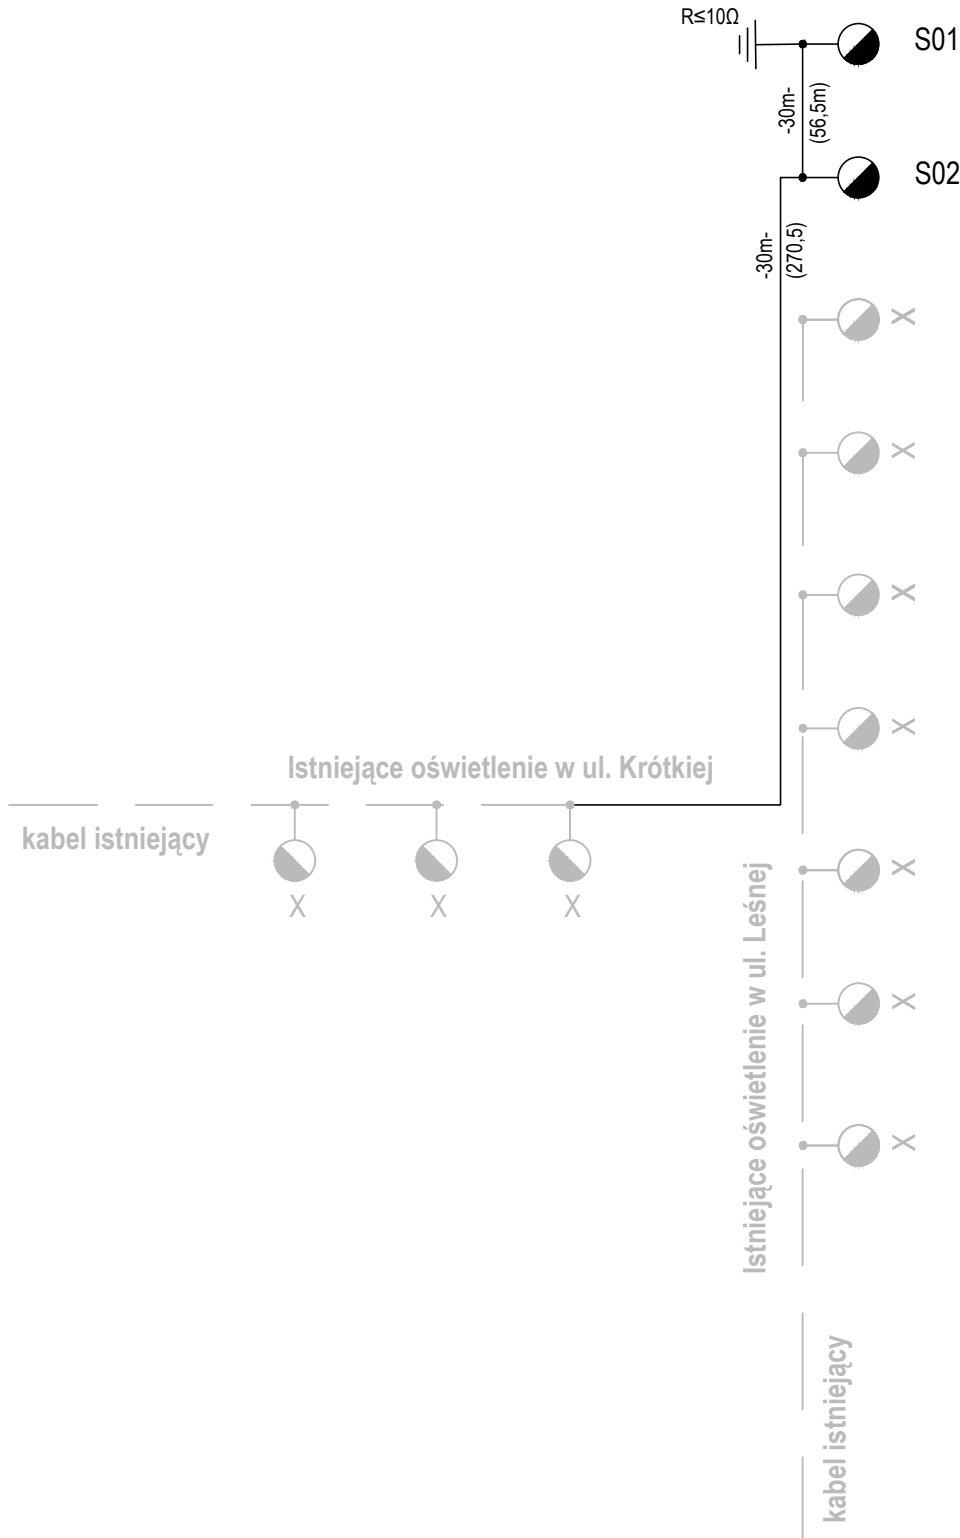 R≤10Ω
S01
-30m-
(56,5m)
S02
-30m-
(270,5)
X
X
X
X
Istniejące oświetlenie w ul. Krótkiej
kabel istniejący
X
X
X
X
Istniejące oświetlenie w ul. Leśnej
X
X
kabel istniejący